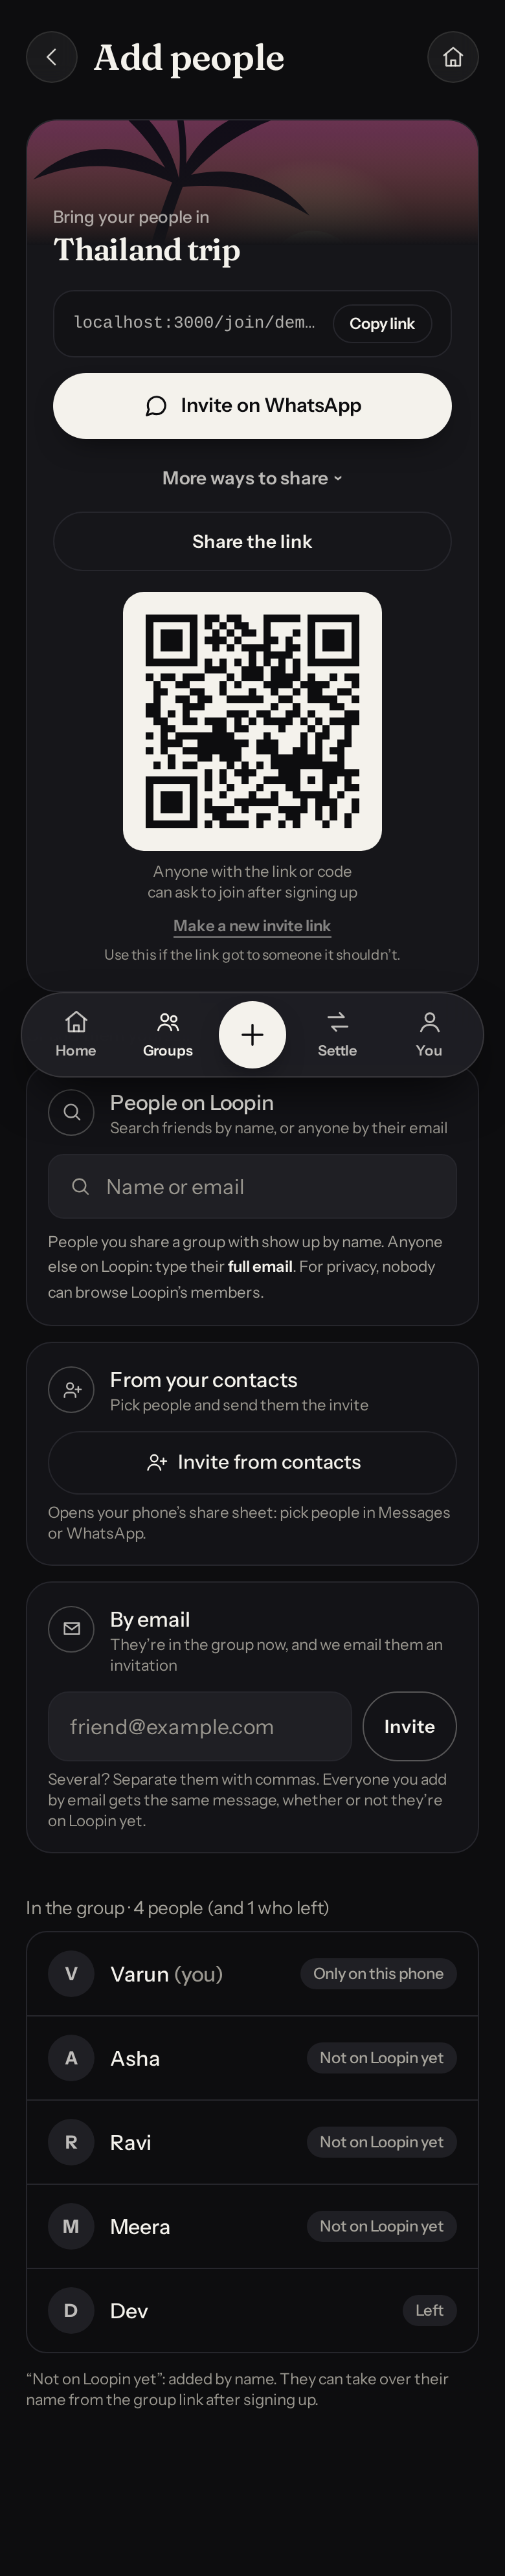 Add people
Bring your people in
Thailand trip
localhost:3000/join/dem…
Copy link
Invite on WhatsApp
More ways to share
Share the link
Anyone with the link or code
can ask to join after signing up
Make a new invite link
Use this if the link got to someone it shouldn’t.
Home
Groups
Settle
You
People on Loopin
Search friends by name, or anyone by their email
Name or email
People you share a group with show up by name. Anyone
else on Loopin: type their full email. For privacy, nobody
can browse Loopin’s members.
From your contacts
Pick people and send them the invite
Invite from contacts
Opens your phone’s share sheet: pick people in Messages
or WhatsApp.
By email
They’re in the group now, and we email them an
invitation
friend@example.com
Invite
Several? Separate them with commas. Everyone you add
by email gets the same message, whether or not they’re
on Loopin yet.
In the group · 4 people (and 1 who left)
V
Varun (you)
Only on this phone
A
Asha
Not on Loopin yet
R
Ravi
Not on Loopin yet
M
Meera
Not on Loopin yet
D
Dev
Left
“Not on Loopin yet”: added by name. They can take over their
name from the group link after signing up.